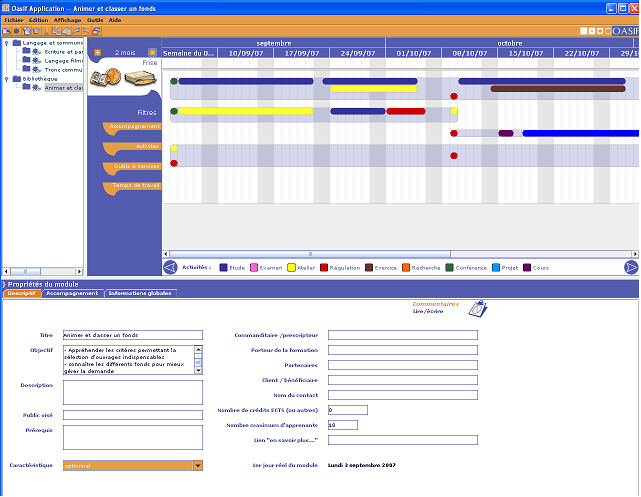 Oasif Application -- Animer et classer un fonds
Fichier Edition Affichage Outils Aide
OASIF
Langage et communi
Ecriture et par
Langage filmi
Tronc commu
Bibliothèque
Animer et clas
2 mois
Frise
Filtres
Accompagnement
Activités
Outils & services
Temps de travail
septembre octobre
Semaine du 0... 10/09/07 17/09/07 24/09/07 01/10/07 08/10/07 15/10/07 22/10/07 29/10
Activités : Etude Examen Atelier Régulation Exercice Recherche Conférence Projet Cours
Propriétés du module
Descriptif Accompagnement Informations globales
Commentaires
Lire/écrire
Titre Animer et classer un fonds
Objectif - Appréhender les critères permettant la
sélection d'ouvrages indispensables
- connaître les différents fonds pour mieux
gérer la demande
Description
Public visé
Prérequis
Caractéristique optionnel
Commanditaire /prescripteur
Porteur de la formation
Partenaires
Client / bénéficiaire
Nom du contact
Nombre de crédits ECTS (ou autres) 0
Nombre maximum d'apprenants 18
Lien "en savoir plus..."
1er jour réel du module Lundi 3 septembre 2007